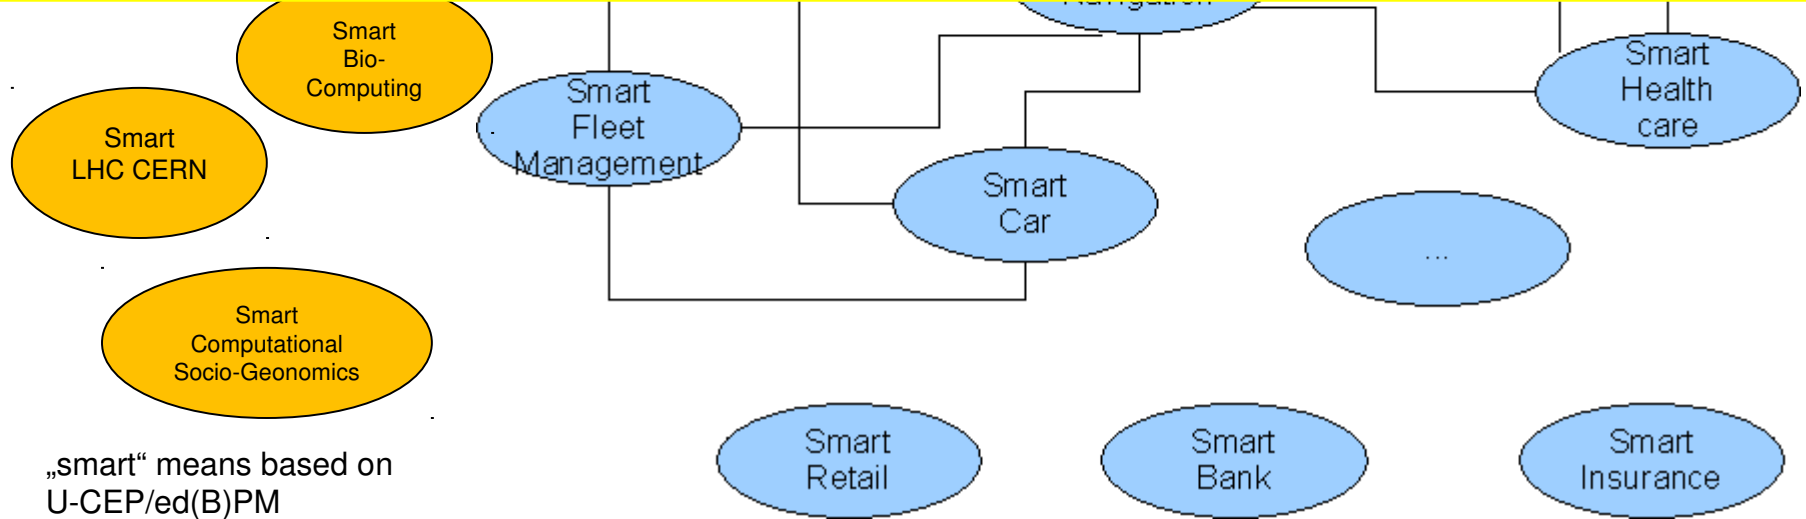 Navigation
Smart
Bio-
Computing
Smart
LHC CERN
Smart
Fleet
Management
Smart
Health
care
Smart
Car
...
Smart
Computational
Socio-Geonomics
Smart
Retail
Smart
Bank
Smart
Insurance
„smart“ means based on
U-CEP/ed(B)PM